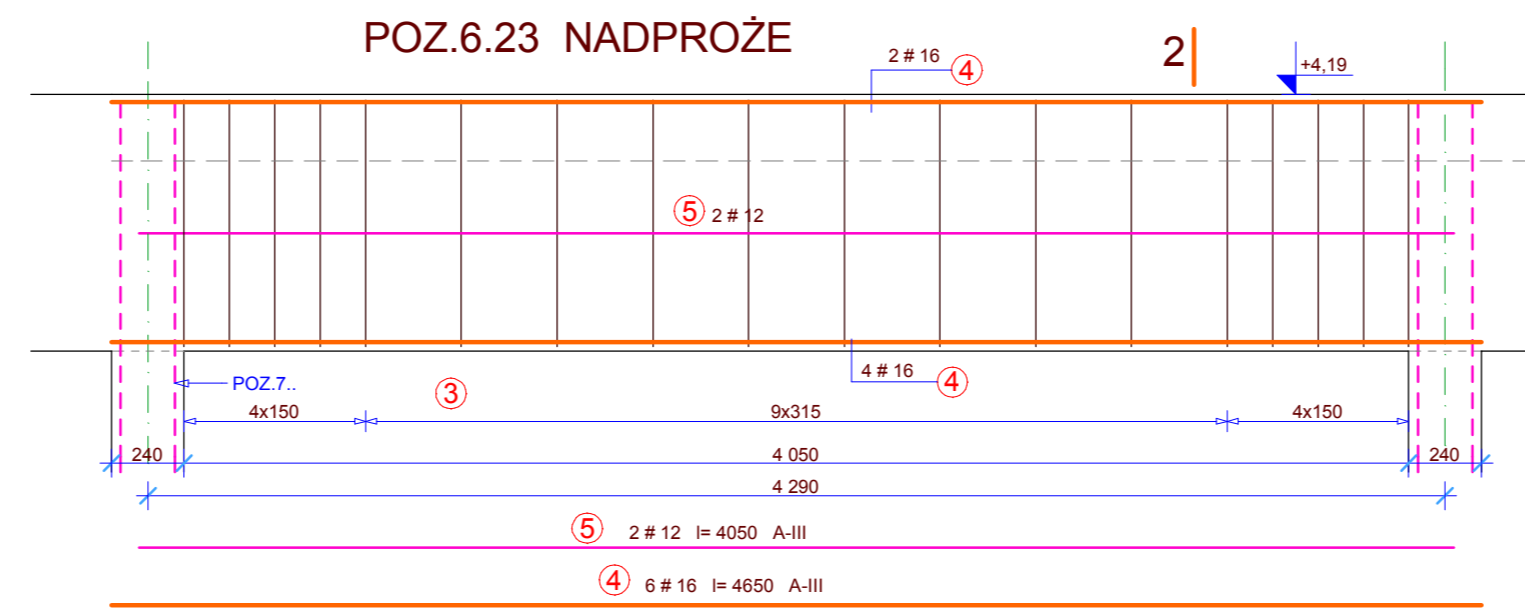 POZ.6.23 NADPROŻE
2 # 16 4
2
+4,19
5 2 # 12
4 # 16 4
POZ.7..
3
4x150 9x315 4x150
240 4 050 240
4 290
5 2 # 12 l= 4050 A-III
4 6 # 16 l= 4650 A-III